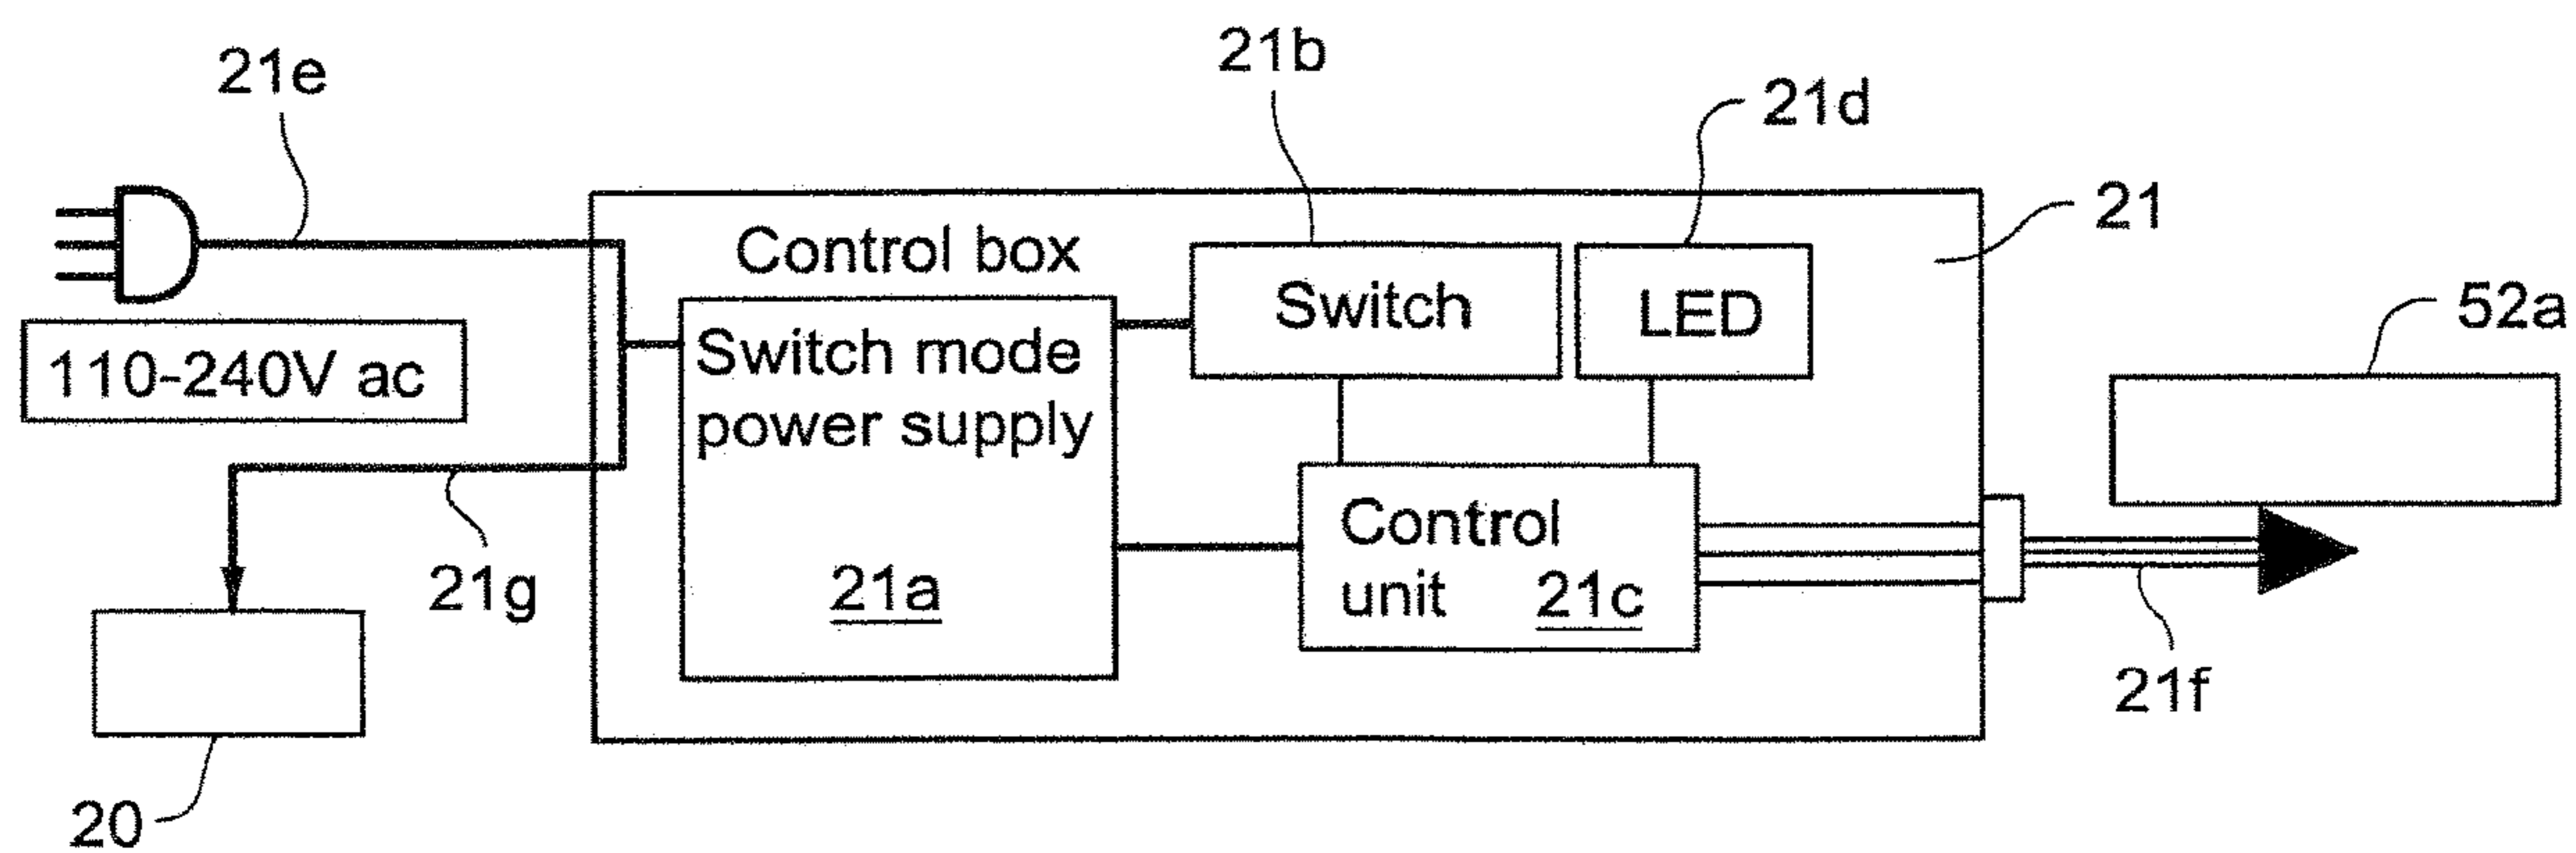 21e
21b
21d
21
Control box
Switch
LED
52a
110-240V ac
Switch mode
power supply
21a
Control
unit 21c
21g
21f
20